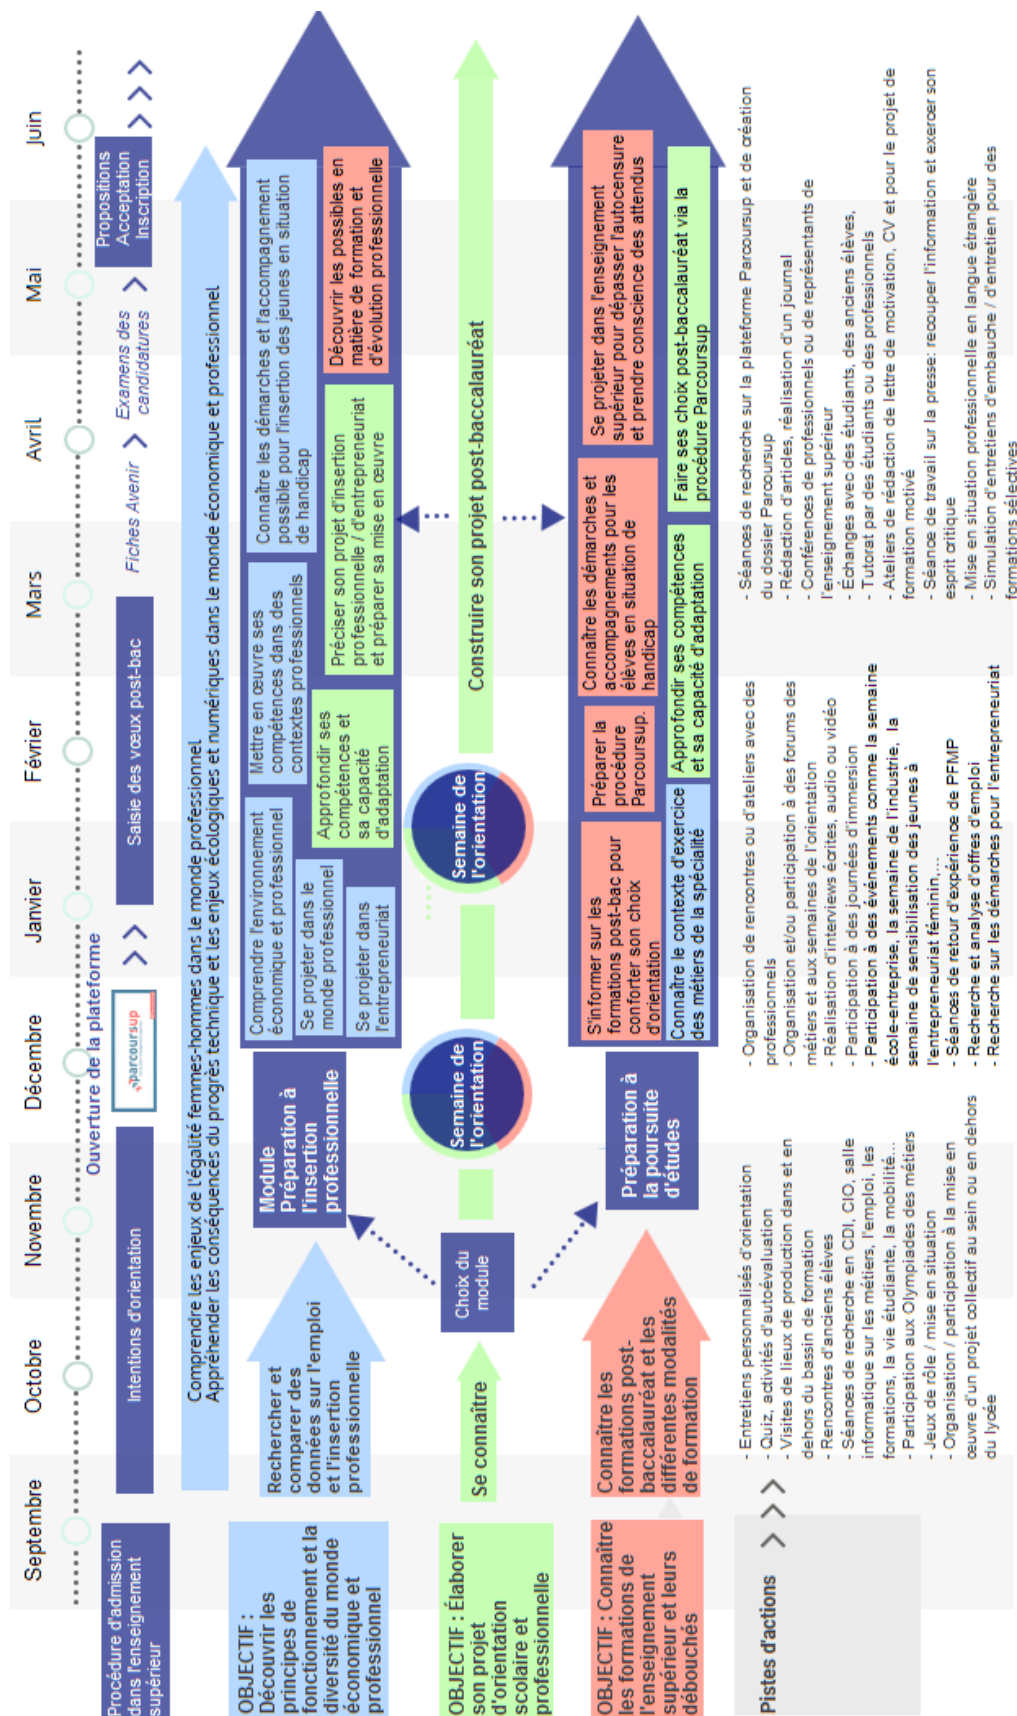 Septembre
Octobre
Novembre
Décembre
Janvier
Février
Mars
Avril
Mai
Juin
Ouverture de la plateforme
Procédure d'admission
dans l'enseignement
supérieur
Intentions d'orientation
parcoursup
Saisie des vœux post-bac
Fiches Avenir
Examens des
candidatures
Propositions
Acceptation
Inscription
Comprendre les enjeux de l'égalité femmes-hommes dans le monde professionnel
Appréhender les conséquences du progrès technique et les enjeux écologiques et numériques dans le monde économique et professionnel
OBJECTIF :
Découvrir les
principes de
fonctionnement et la
diversité du monde
économique et
professionnel
Rechercher et
comparer des
données sur l'emploi
et l'insertion
professionnelle
Module
Préparation à
l'insertion
professionnelle
Comprendre l'environnement
économique et professionnel
Se projeter dans le
monde professionnel
Se projeter dans
l'entrepreneuriat
Mettre en œuvre ses
compétences dans des
contextes professionnels
Approfondir ses
compétences et
sa capacité
d'adaptation
Connaître les démarches et l'accompagnement
possible pour l'insertion des jeunes en situation
de handicap
Préciser son projet d'insertion
professionnelle / d'entrepreneuriat
et préparer sa mise en œuvre
Découvrir les possibles en
matière de formation et
d'évolution professionnelle
OBJECTIF : Élaborer
son projet
d'orientation
scolaire et
professionnelle
Se connaître
Choix du
module
Semaine de
l'orientation
Semaine de
l'orientation
Construire son projet post-baccalauréat
OBJECTIF : Connaître
les formations de
l'enseignement
supérieur et leurs
débouchés
Connaître les
formations post-
baccalauréat et les
différentes modalités
de formation
Préparation à
la poursuite
d'études
S'informer sur les
formations post-bac pour
conforter son choix
d'orientation
Connaître le contexte d'exercice
des métiers de la spécialité
Préparer la
procédure
Parcoursup.
Connaître les démarches et
accompagnements pour les
élèves en situation de
handicap
Approfondir ses compétences
et sa capacité d'adaptation
Se projeter dans l'enseignement
supérieur pour dépasser l'autocensure
et prendre conscience des attendus
Faire ses choix post-baccalauréat via la
procédure Parcoursup
Pistes d'actions
- Entretiens personnalisés d'orientation
- Quiz, activités d'autoévaluation
- Visites de lieux de production dans et en
dehors du bassin de formation
- Rencontres d'anciens élèves
- Séances de recherche en CDI, CIO, salle
informatique sur les métiers, l'emploi, les
formations, la vie étudiante, la mobilité...
- Participation aux Olympiades des métiers
- Jeux de rôle / mise en situation
- Organisation / participation à la mise en
œuvre d'un projet collectif au sein ou en dehors
du lycée
- Organisation de rencontres ou d'ateliers avec des
professionnels
- Organisation et/ou participation à des forums des
métiers et aux semaines de l'orientation
- Réalisation d'interviews écrites, audio ou vidéo
- Participation à des journées d'immersion
- Participation à des événements comme la semaine
école-entreprise, la semaine de l'industrie, la
semaine de sensibilisation des jeunes à
l'entrepreneuriat féminin,...
- Séances de retour d'expérience de PFMP
- Recherche et analyse d'offres d'emploi
- Recherche sur les démarches pour l'entrepreneuriat
- Séances de recherche sur la plateforme Parcoursup et de création
du dossier Parcoursup
- Rédaction d'articles, réalisation d'un journal
- Conférences de professionnels ou de représentants de
l'enseignement supérieur
- Échanges avec des étudiants, des anciens élèves,
- Tutorat par des étudiants ou des professionnels
- Ateliers de rédaction de lettre de motivation, CV et pour le projet de
formation motivé
- Séance de travail sur la presse: recouper l'information et exercer son
esprit critique
- Mise en situation professionnelle en langue étrangère
- Simulation d'entretiens d'embauche / d'entretien pour des
formations sélectives